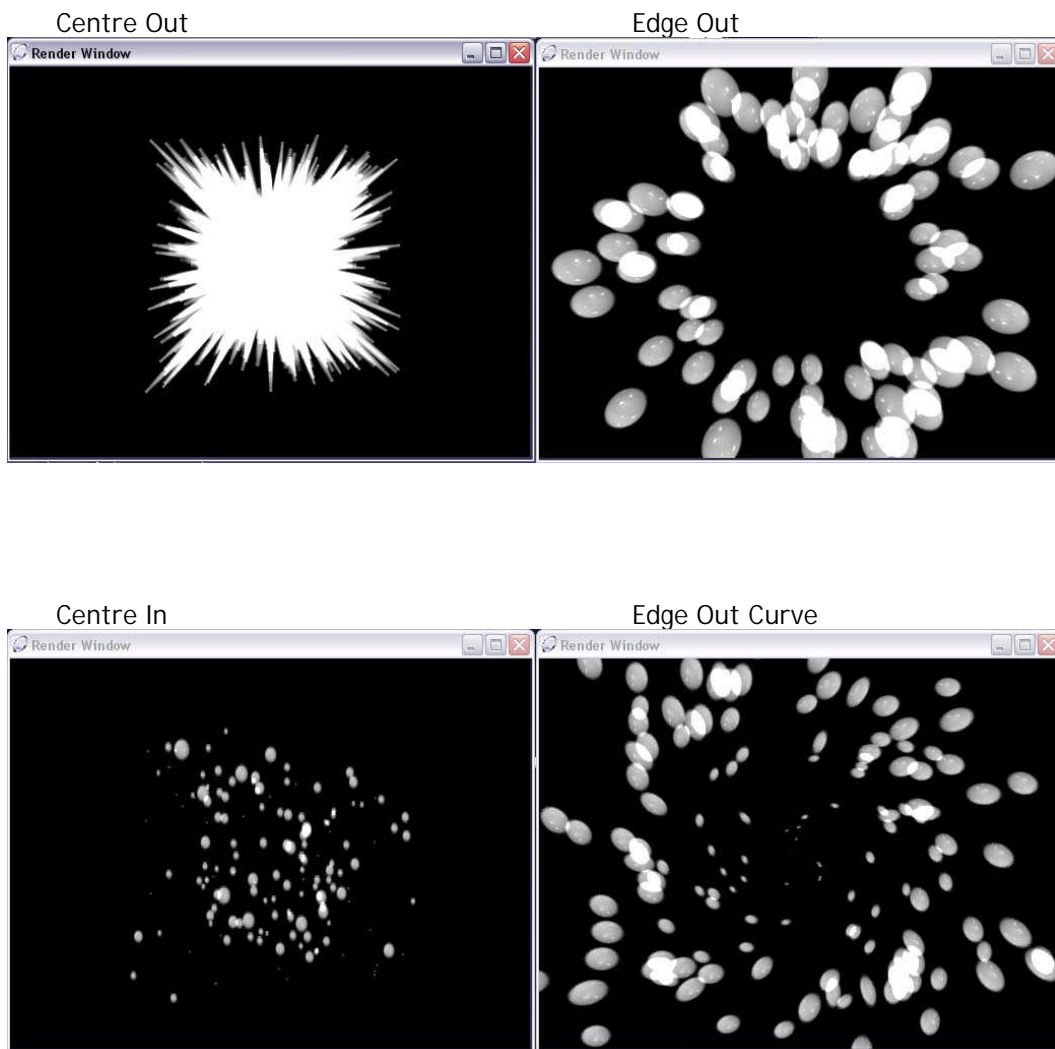 Centre Out
Edge Out
Render Window
Render Window
Centre In
Edge Out Curve
Render Window
Render Window